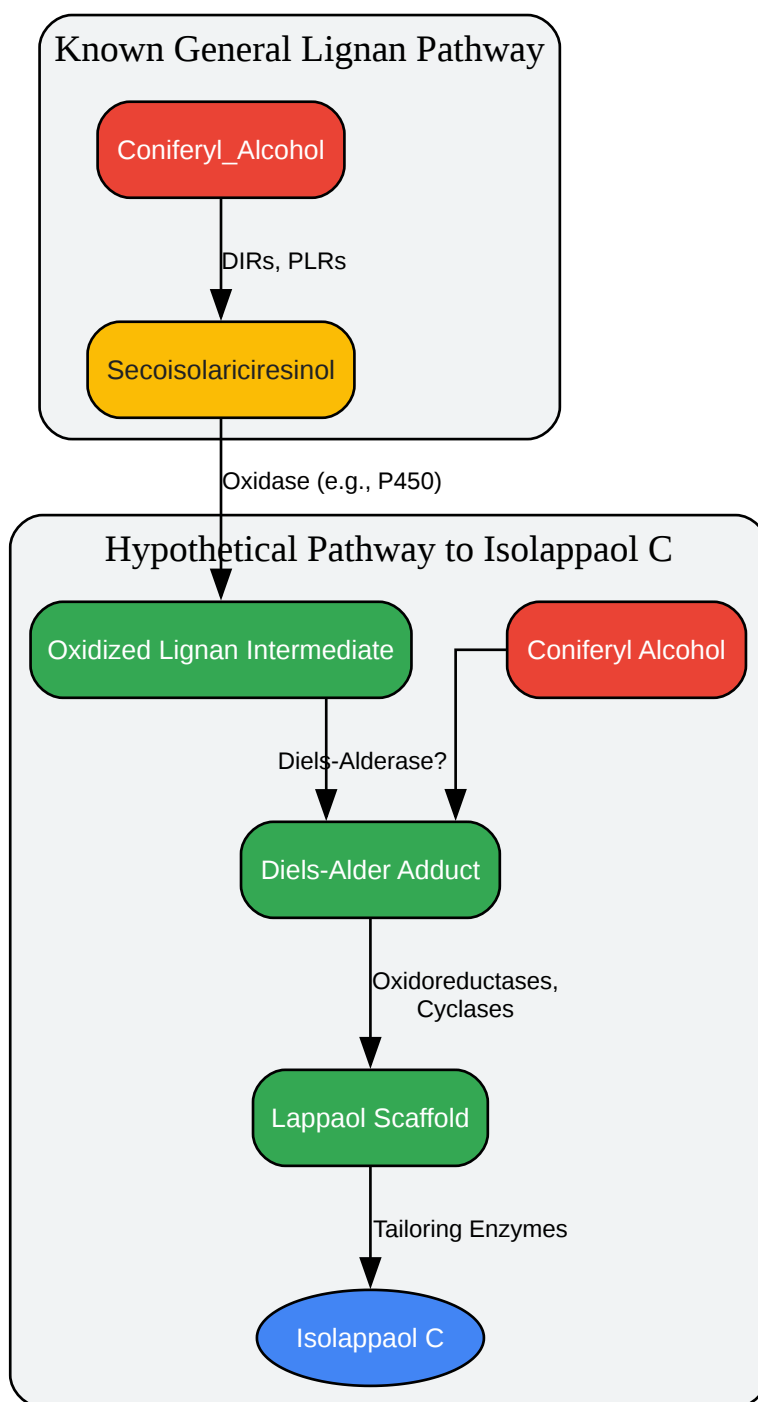 Known General Lignan Pathway
Coniferyl_Alcohol
DIRs, PLRs
Secoisolariciresinol
Oxidase (e.g., P450)
Hypothetical Pathway to Isolappaol C
Oxidized Lignan Intermediate
Coniferyl Alcohol
Diels-Alderase?
Diels-Alder Adduct
Oxidoreductases,
Cyclases
Lappaol Scaffold
Tailoring Enzymes
Isolappaol C